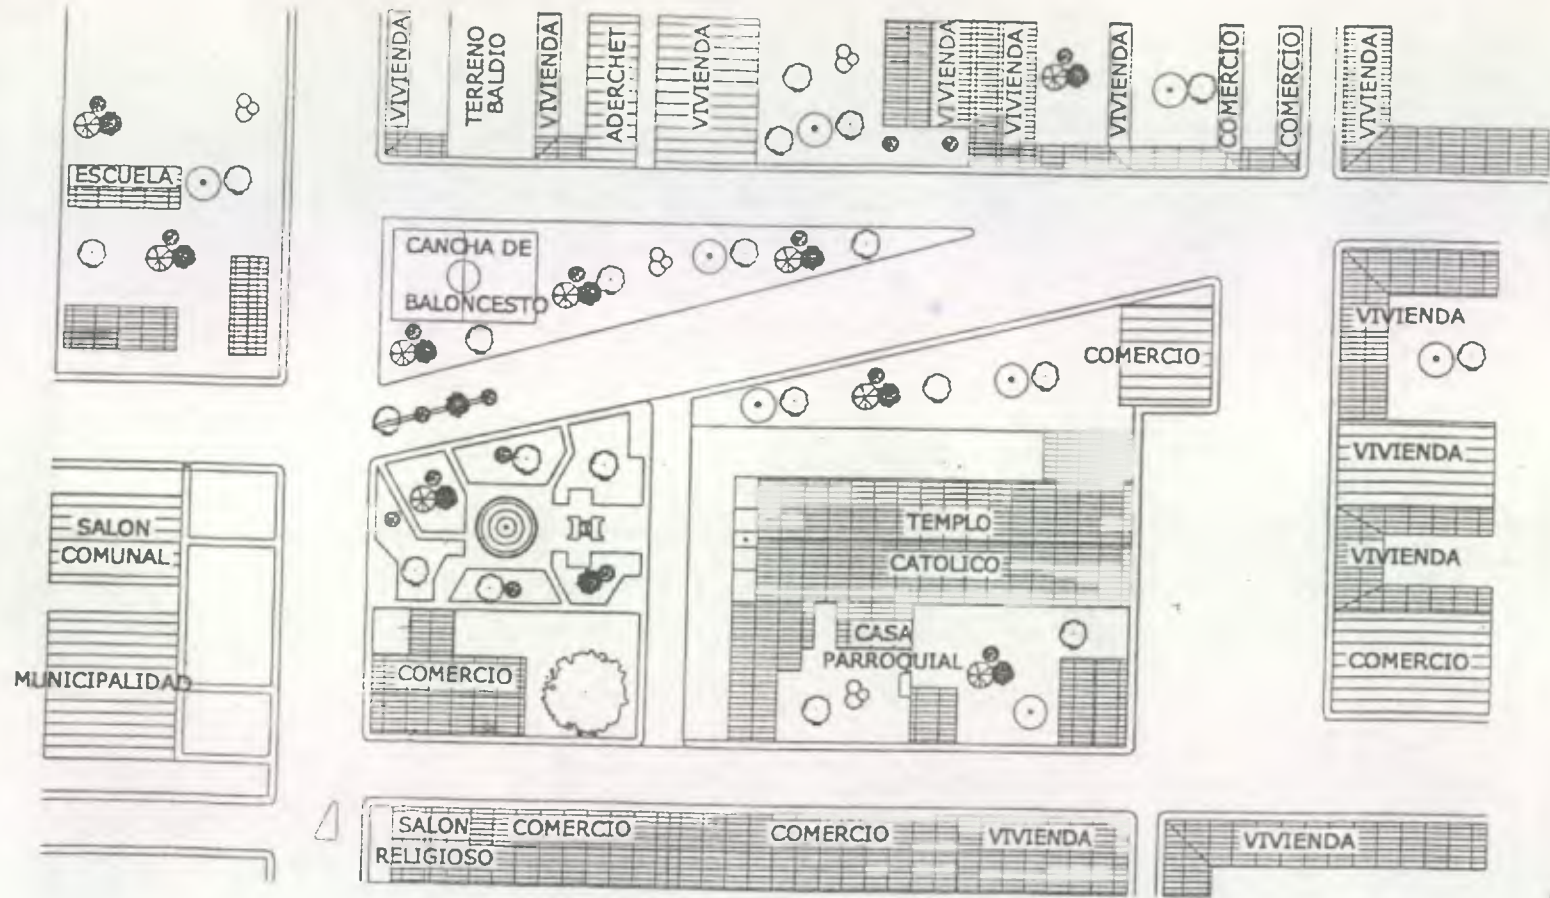 VIVIENDA
TERRENO
BALDIO
VIVIENDA
ADERCHET
VIVIENDA
VIVIENDA
VIVIENDA
VIVIENDA
COMERCIO
COMERCIO
VIVIENDA
ESCUELA
CANCHA DE
BALONCESTO
VIVIENDA
COMERCIO
VIVIENDA
SALON
COMUNAL
TEMPLO
CATOLICO
VIVIENDA
CASA
PARROQUIAL
MUNICIPALIDAD
COMERCIO
COMERCIO
SALON
RELIGIOSO
COMERCIO
COMERCIO
VIVIENDA
VIVIENDA